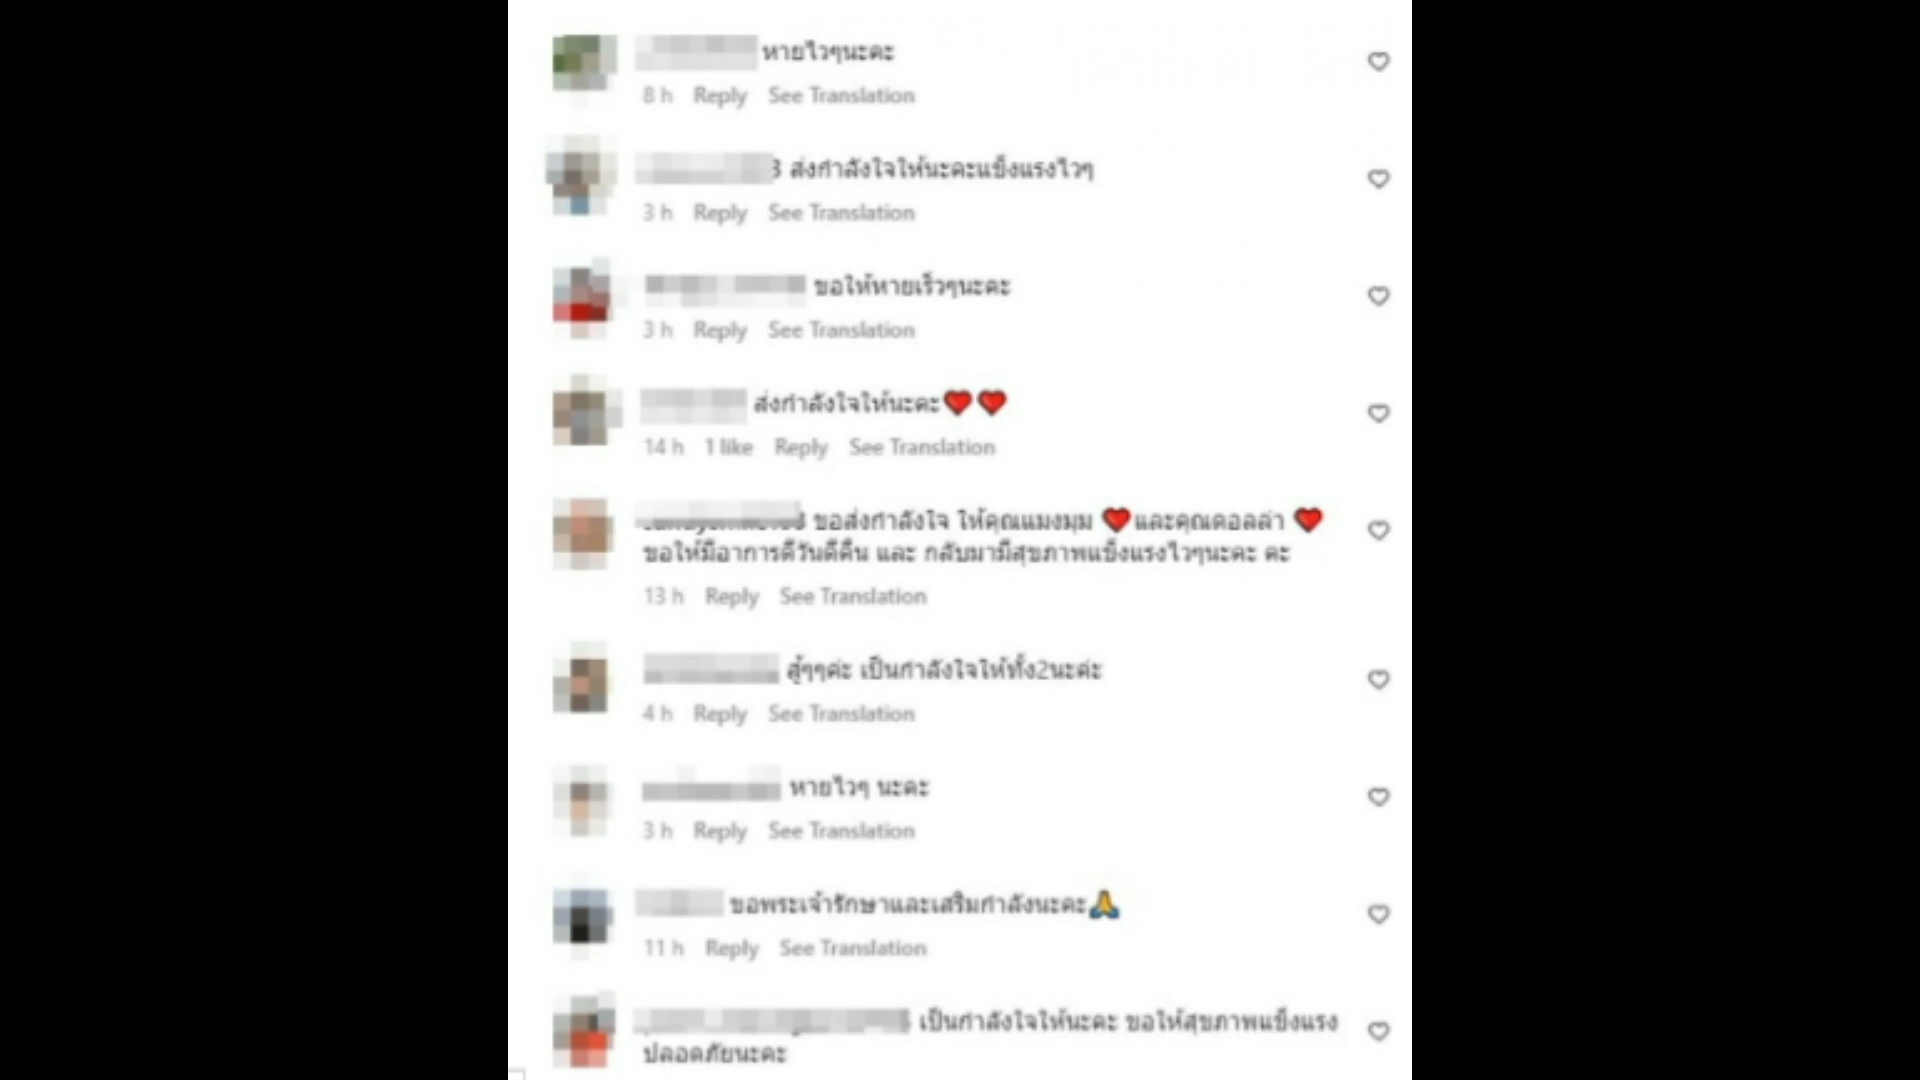 หายไวๆนะคะ
8 h Reply See Translation
3 ส่งกำลังใจให้นะคะแข็งแรงไวๆ
3 h Reply See Translation
ขอให้หายเร็วๆนะคะ
3 h Reply See Translation
ส่งกำลังใจให้นะคะ❤️❤️
14 h 1 like Reply See Translation
ขอส่งกำลังใจ ให้คุณแมงมุม ❤️และคุณดอลล่า ❤️
ขอให้มีอาการดีวันดีคืน และ กลับมามีสุขภาพแข็งแรงไวๆนะคะ คะ
13 h Reply See Translation
สู้ๆๆค่ะ เป็นกำลังใจให้ทั้ง2นะค่ะ
4 h Reply See Translation
หายไวๆ นะคะ
3 h Reply See Translation
ขอพระเจ้ารักษาและเสริมกำลังนะคะ🙏
11 h Reply See Translation
เป็นกำลังใจให้นะคะ ขอให้สุขภาพแข็งแรง
ปลอดภัยนะคะ